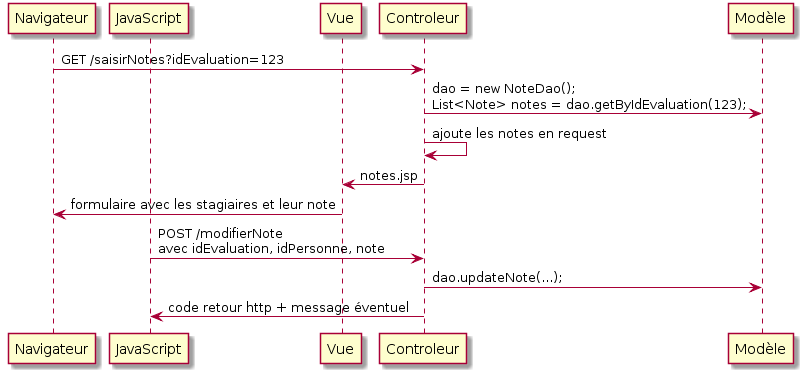 Navigateur
JavaScript
Vue
Controleur
Modèle
GET /saisirNotes?idEvaluation=123
dao = new NoteDao();
List<Note> notes = dao.getByIdEvaluation(123);
ajoute les notes en request
notes.jsp
formulaire avec les stagiaires et leur note
POST /modifierNote
avec idEvaluation, idPersonne, note
dao.updateNote(...);
code retour http + message éventuel
Navigateur
JavaScript
Vue
Controleur
Modèle